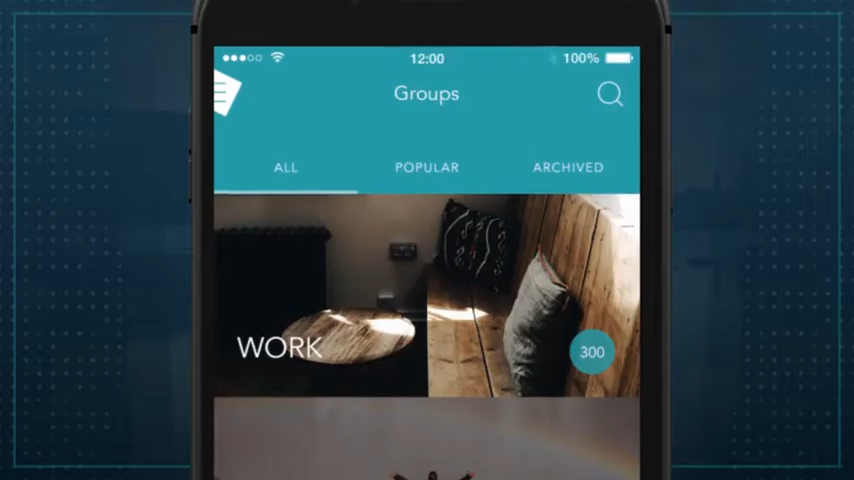 12:00
100%
Groups
ALL
POPULAR
ARCHIVED
WORK
300